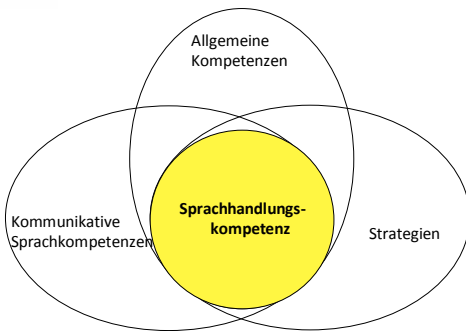 Allgemeine
Kompetenzen
Sprachhandlungs-
kompetenz
Kommunikative
Sprachkompetenzen
Strategien